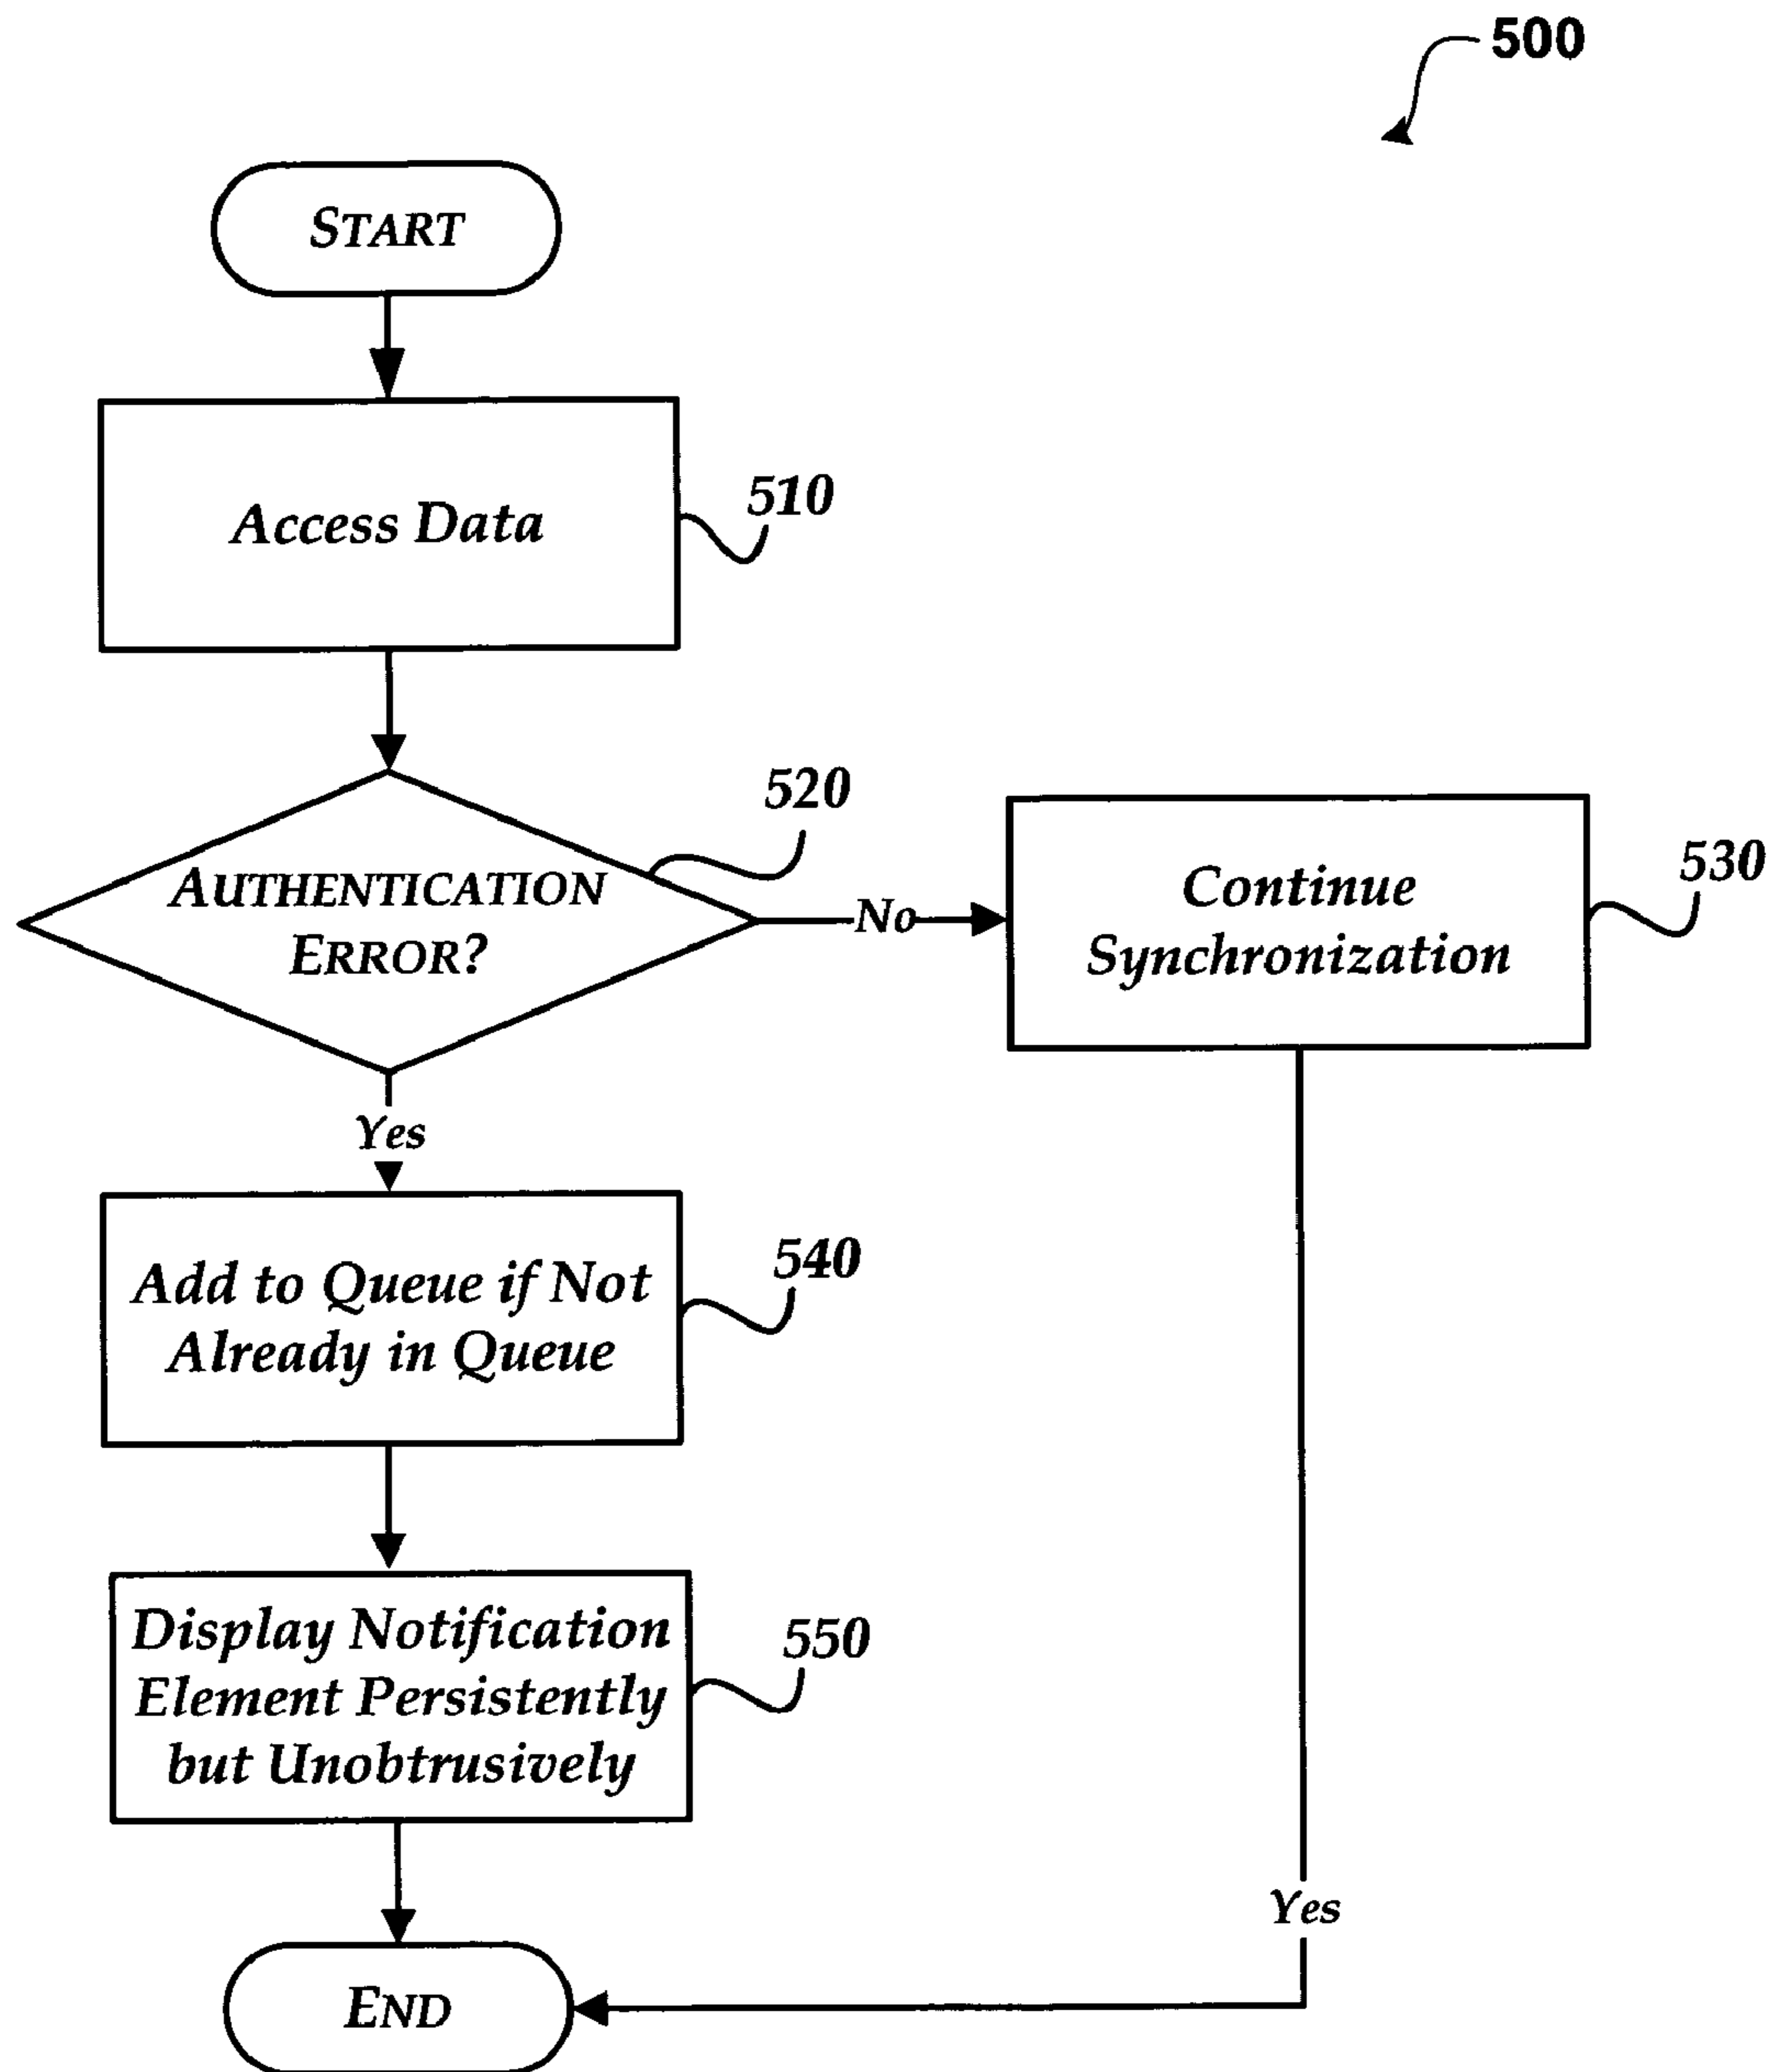 500
START
Access Data
510
520
AUTHENTICATION
ERROR?
No
Continue
Synchronization
530
Yes
Add to Queue if Not
Already in Queue
540
Display Notification
Element Persistently
but Unobtrusively
550
Yes
END